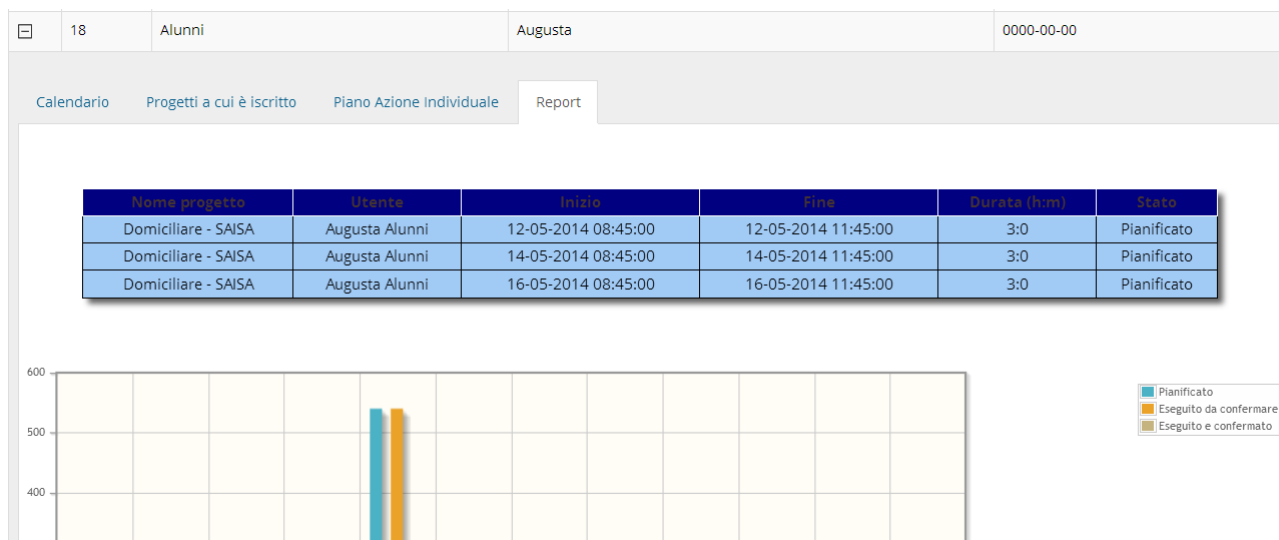 18 Alunni Augusta 0000-00-00
Calendario Progetti a cui è iscritto Piano Azione Individuale Report
Nome progetto Utente Inizio Fine Durata (h:m) Stato
Domiciliare - SAISA Augusta Alunni 12-05-2014 08:45:00 12-05-2014 11:45:00 3:0 Pianificato
Domiciliare - SAISA Augusta Alunni 14-05-2014 08:45:00 14-05-2014 11:45:00 3:0 Pianificato
Domiciliare - SAISA Augusta Alunni 16-05-2014 08:45:00 16-05-2014 11:45:00 3:0 Pianificato
600
500
400
Pianificato
Eseguito da confermare
Eseguito e confermato